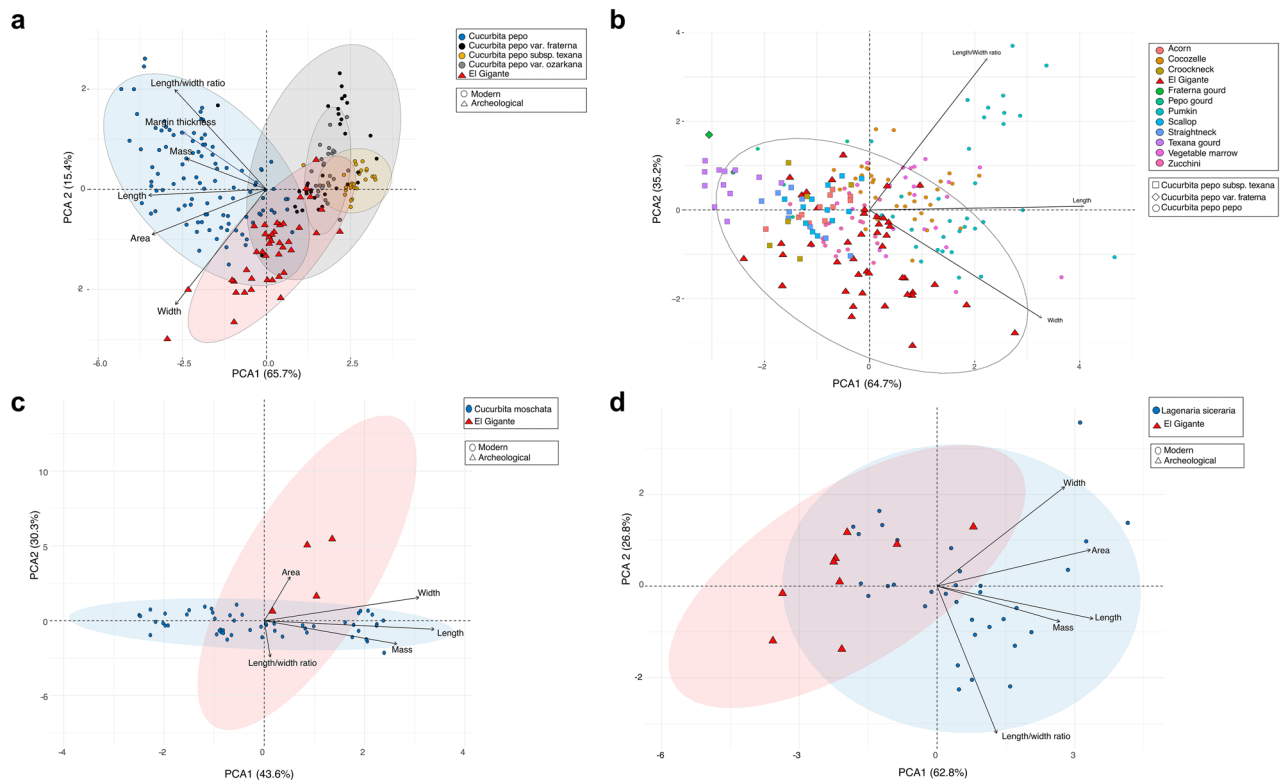 a
Cucurbita pepo
Cucurbita pepo var. fraterna
Cucurbita pepo subsp. texana
Cucurbita pepo var. ozarkana
El Gigante
Modern
Archeological
Length/width ratio
Margin thickness
Mass
Length
Area
Width
PCA 2 (15.4%)
2
0
2
-6.0
-2.5
0.0
2.5
PCA1 (65.7%)
b
Acorn
Cocozelle
Croockneck
El Gigante
Fraterna gourd
Pepo gourd
Pumkin
Scallop
Straightneck
Texana gourd
Vegetable marrow
Zucchini
Cucurbita pepo subsp. texana
Cucurbita pepo var. fraterna
Cucurbita pepo pepo
Length/Width ratio
Length
Width
PCA2 (35.2%)
4
2
0
−2
−2
0
2
4
PCA1 (64.7%)
c
Cucurbita moschata
El Gigante
Modern
Archeological
Area
Width
Length
Mass
Length/width ratio
PCA2 (30.3%)
10
5
0
-5
-4
-2
0
2
4
PCA1 (43.6%)
d
Lagenaria siceraria
El Gigante
Modern
Archeological
Width
Area
Length
Mass
Length/width ratio
PCA 2 (26.8%)
2
0
-2
-6
-3
0
3
PCA1 (62.8%)